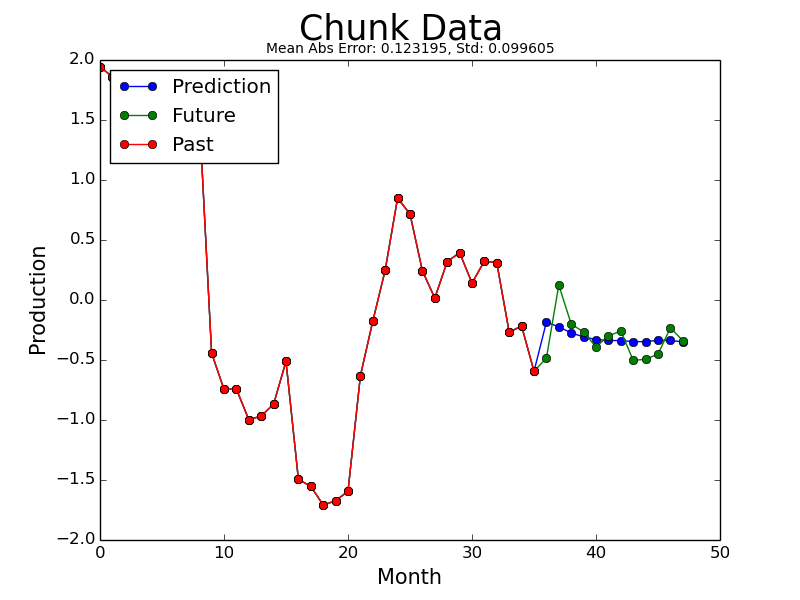 Chunk Data
Mean Abs Error: 0.123195, Std: 0.099605
Prediction
Future
Past
Production
2.0
1.5
1.0
0.5
0.0
−0.5
−1.0
−1.5
−2.0
0 10 20 30 40 50
Month